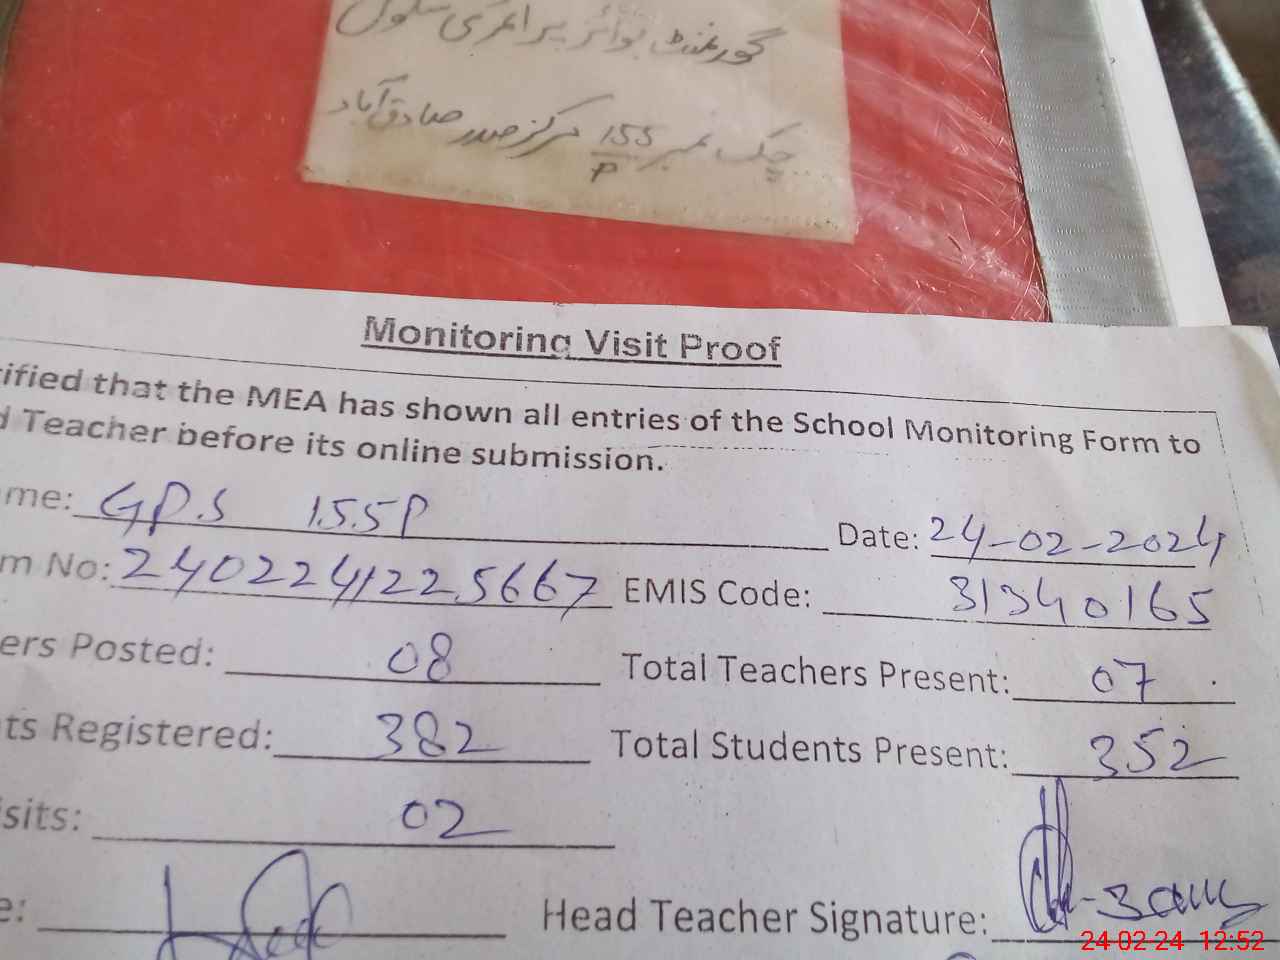 گورنمنٹ بوائز پرائمری سکول
چک نمبر 155/P مرکز صدر صادق آباد
Monitoring Visit Proof
ified that the MEA has shown all entries of the School Monitoring Form to
d Teacher before its online submission.
me: GPS 155P Date: 24-02-2024
m No: 2402241225667 EMIS Code: 31340165
ers Posted: 08 Total Teachers Present: 07
ts Registered: 382 Total Students Present: 352
sits: 02
e: Head Teacher Signature:
24-02-24 12:52